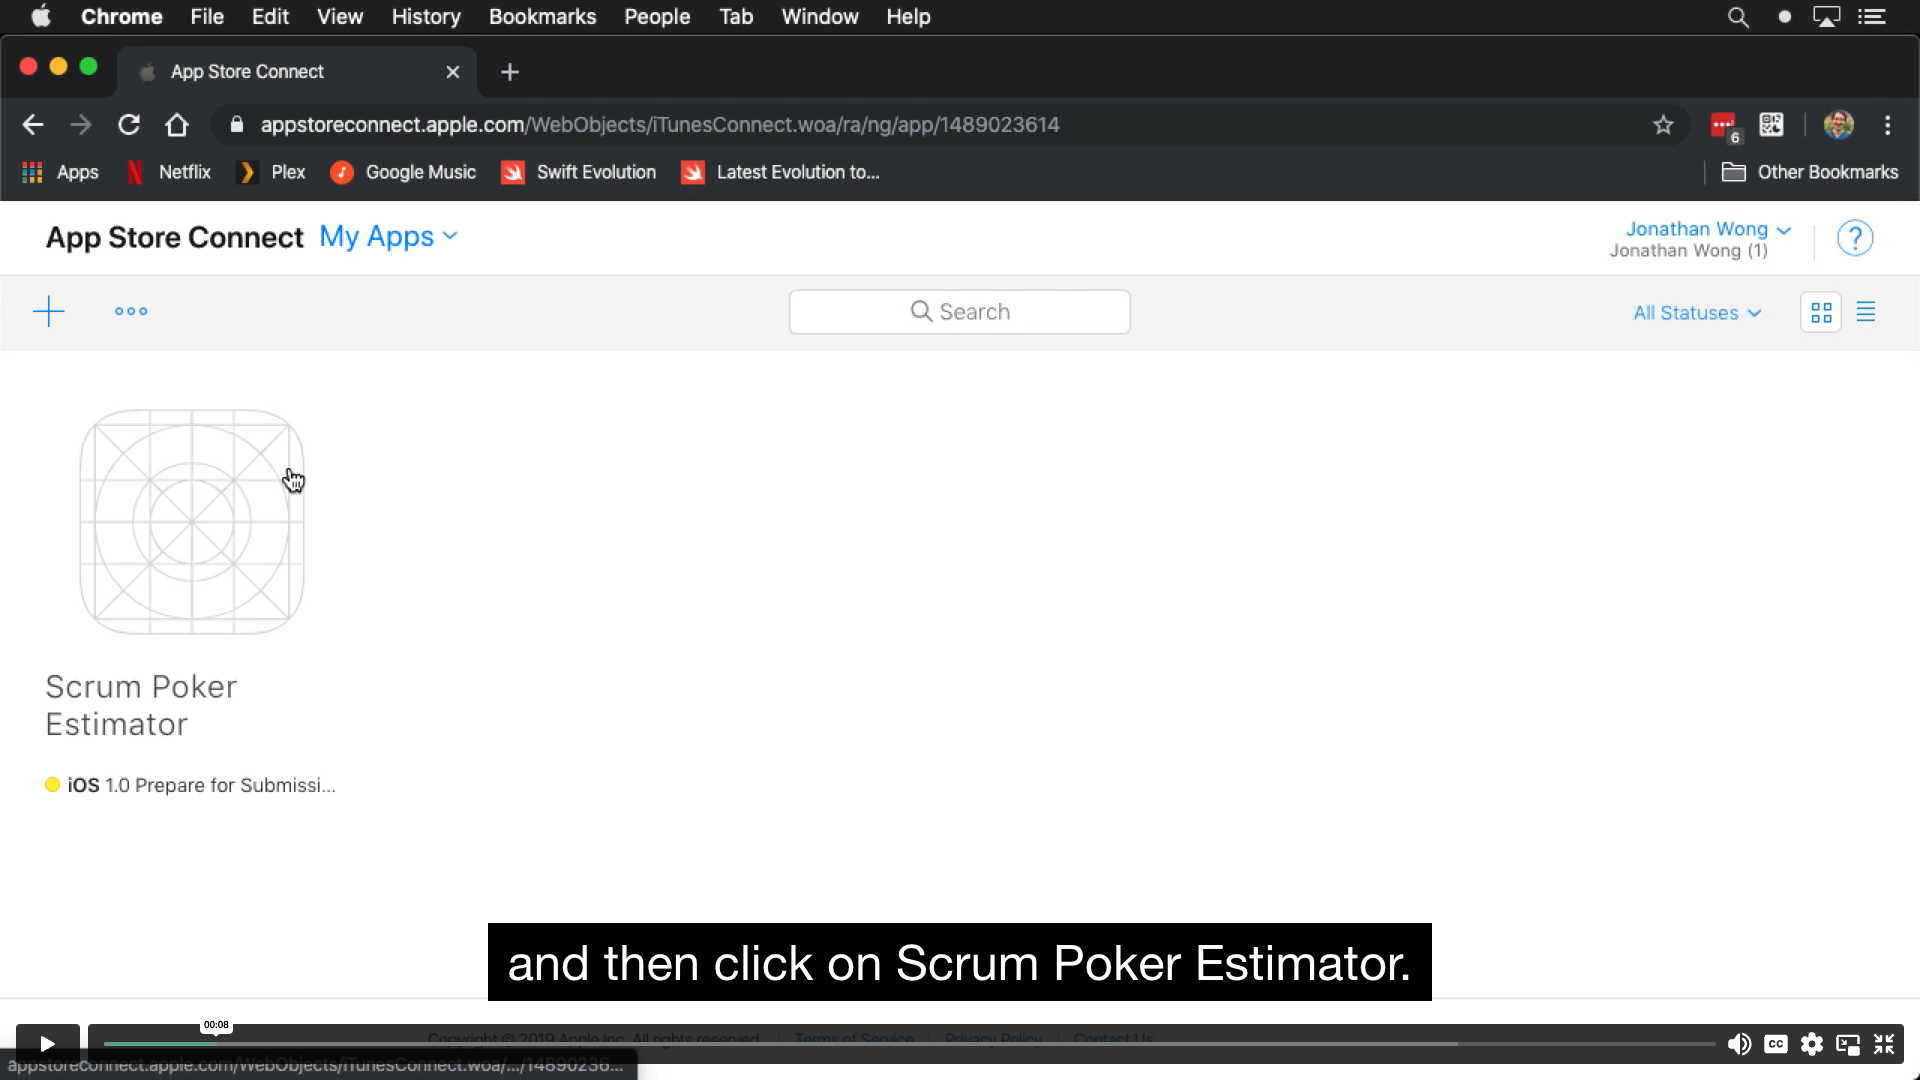 Chrome File Edit View History Bookmarks People Tab Window Help
App Store Connect
appstoreconnect.apple.com/WebObjects/iTunesConnect.woa/ra/ng/app/1489023614
6
Apps Netflix Plex Google Music Swift Evolution Latest Evolution to... Other Bookmarks
App Store Connect My Apps
Jonathan Wong
Jonathan Wong (1)
?
Search
All Statuses
Scrum Poker
Estimator
iOS 1.0 Prepare for Submissi...
and then click on Scrum Poker Estimator.
00:08
Copyright © 2019 Apple Inc. All rights reserved. Terms of Service Privacy Policy Contact Us
CC
appstoreconnect.apple.com/WebObjects/iTunesConnect.woa/.../14890236...